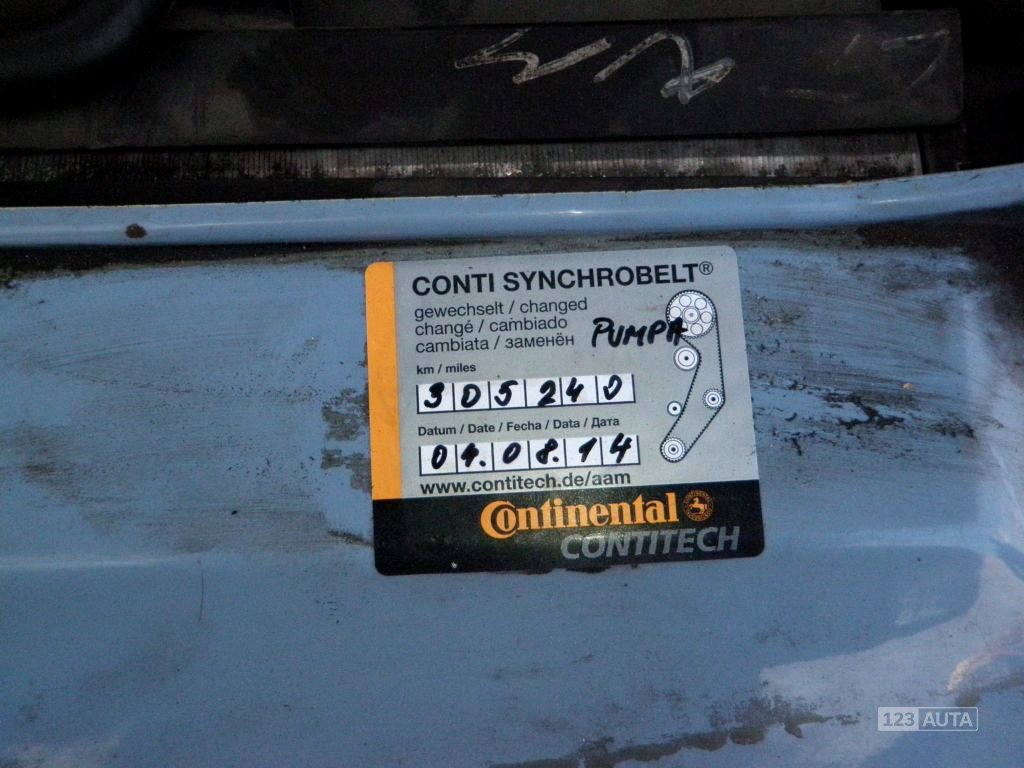 CONTI SYNCHROBELT®
gewechselt / changed
changé / cambiado
cambiata / заменён PUMPA
km / miles
305240
Datum / Date / Fecha / Data / Дата
04.08.14
www.contitech.de/aam
Continental
CONTITECH
123 AUTA